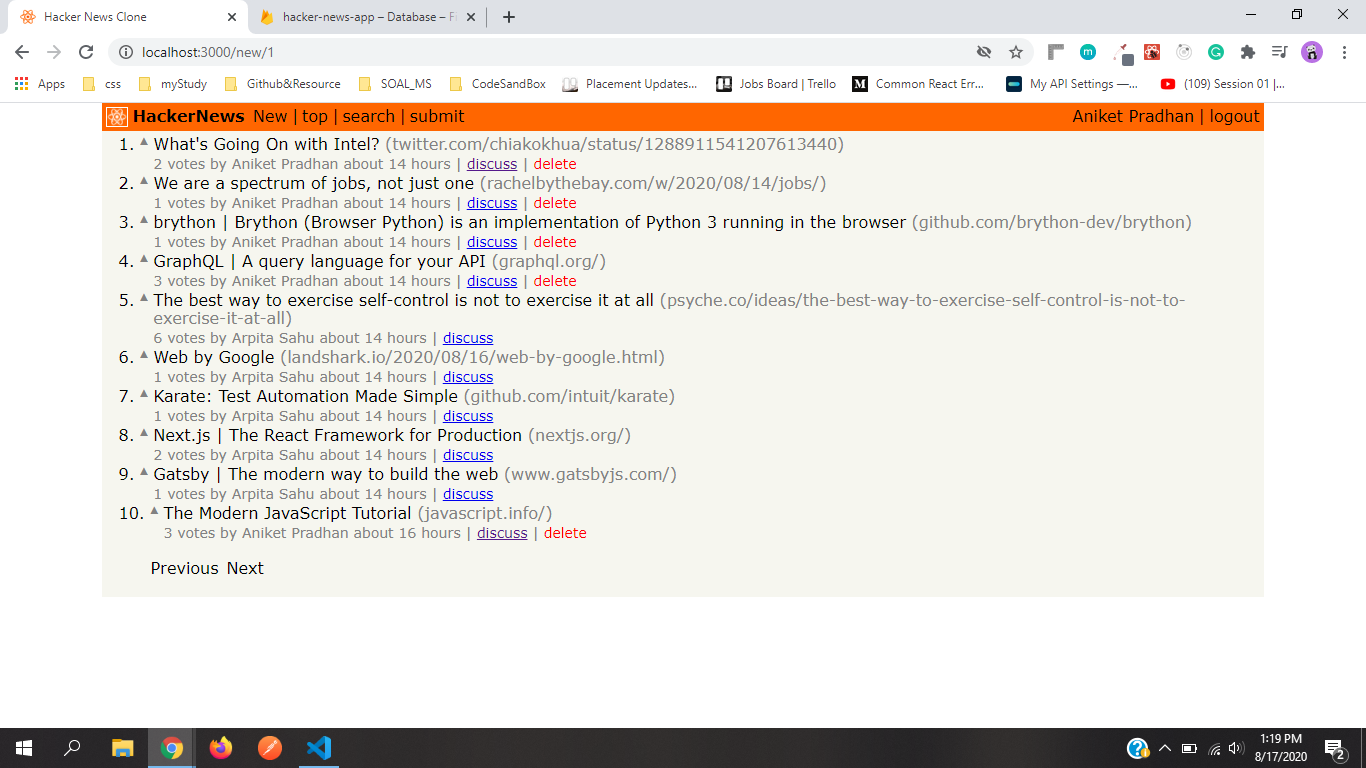 Hacker News Clone
hacker-news-app – Database – Fi
localhost:3000/new/1
Apps css myStudy Github&Resource SOAL_MS CodeSandBox Placement Updates... Jobs Board | Trello Common React Err... My API Settings —... (109) Session 01 |...
HackerNews New | top | search | submit Aniket Pradhan | logout
1. ▲ What's Going On with Intel? (twitter.com/chiakokhua/status/1288911541207613440)
2 votes by Aniket Pradhan about 14 hours | discuss | delete
2. ▲ We are a spectrum of jobs, not just one (rachelbythebay.com/w/2020/08/14/jobs/)
1 votes by Aniket Pradhan about 14 hours | discuss | delete
3. ▲ brython | Brython (Browser Python) is an implementation of Python 3 running in the browser (github.com/brython-dev/brython)
1 votes by Aniket Pradhan about 14 hours | discuss | delete
4. ▲ GraphQL | A query language for your API (graphql.org/)
3 votes by Aniket Pradhan about 14 hours | discuss | delete
5. ▲ The best way to exercise self-control is not to exercise it at all (psyche.co/ideas/the-best-way-to-exercise-self-control-is-not-to-
exercise-it-at-all)
6 votes by Arpita Sahu about 14 hours | discuss
6. ▲ Web by Google (landshark.io/2020/08/16/web-by-google.html)
1 votes by Arpita Sahu about 14 hours | discuss
7. ▲ Karate: Test Automation Made Simple (github.com/intuit/karate)
1 votes by Arpita Sahu about 14 hours | discuss
8. ▲ Next.js | The React Framework for Production (nextjs.org/)
2 votes by Arpita Sahu about 14 hours | discuss
9. ▲ Gatsby | The modern way to build the web (www.gatsbyjs.com/)
1 votes by Arpita Sahu about 14 hours | discuss
10. ▲ The Modern JavaScript Tutorial (javascript.info/)
3 votes by Aniket Pradhan about 16 hours | discuss | delete
Previous Next
1:19 PM
8/17/2020
2